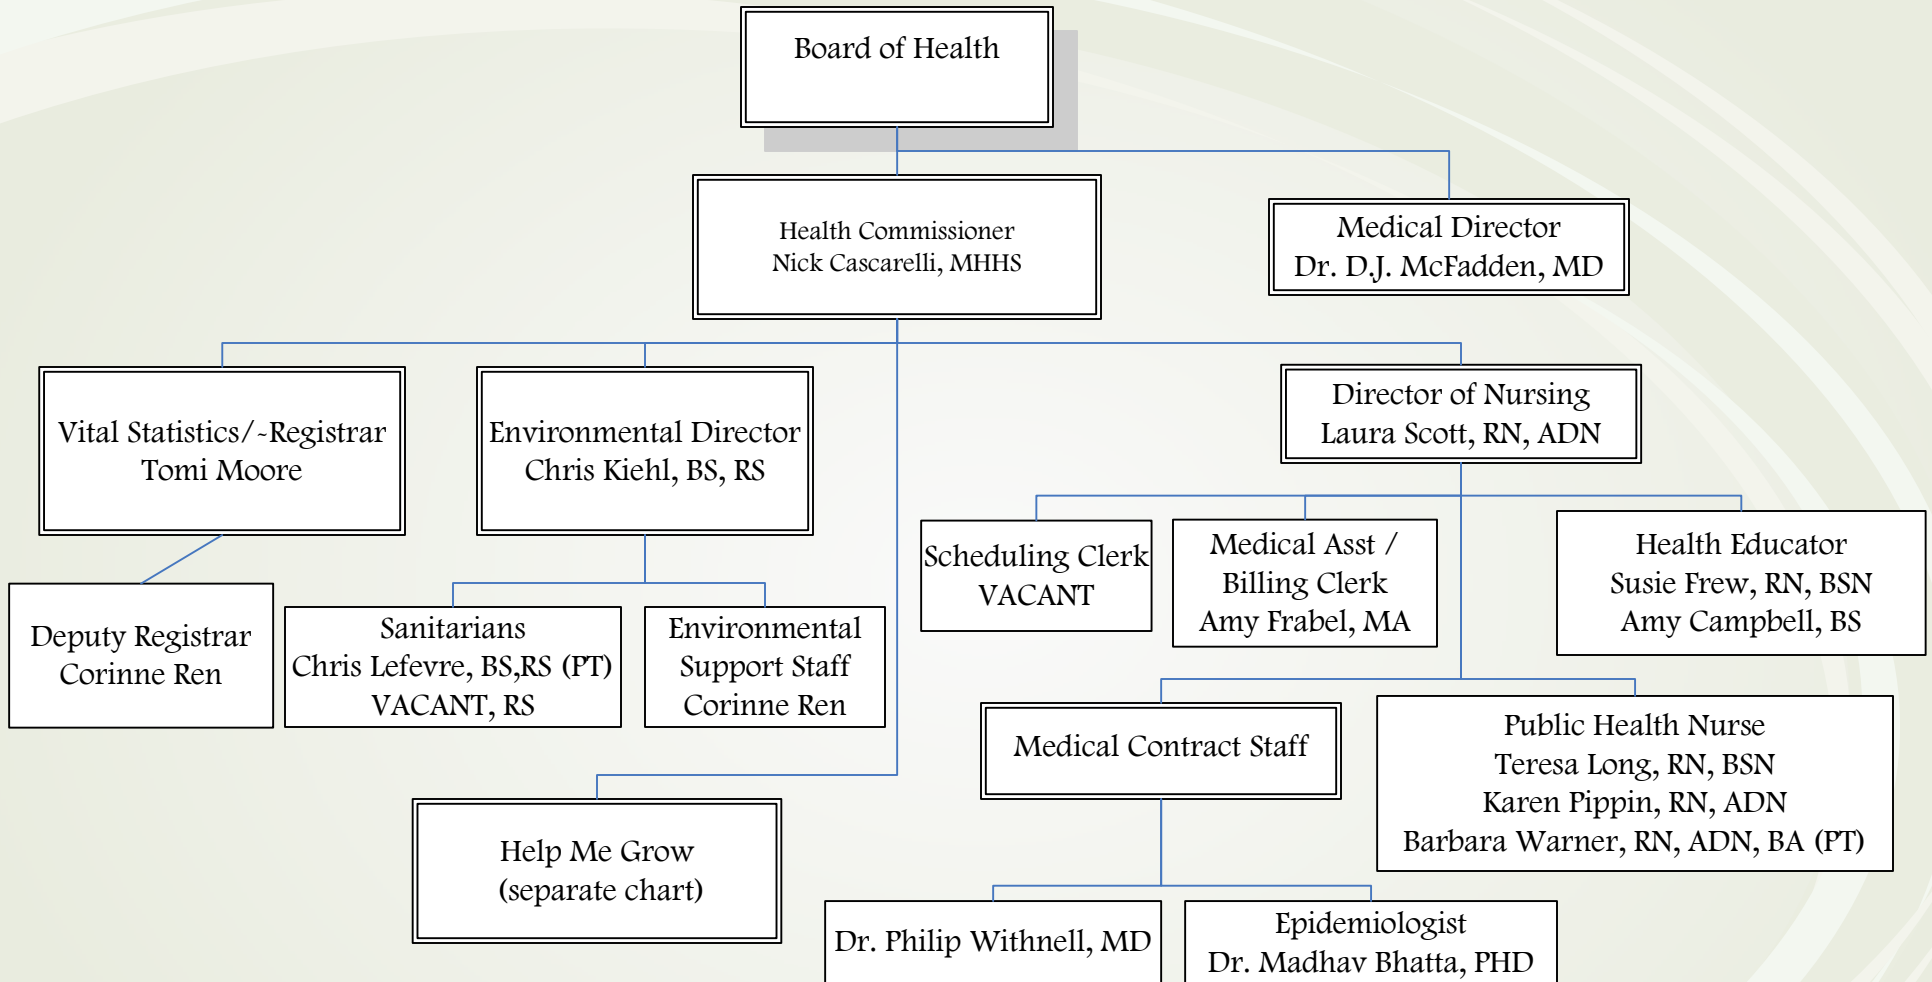 Board of Health
Health Commissioner
Nick Cascarelli, MHHS
Medical Director
Dr. D.J. McFadden, MD
Vital Statistics/-Registrar
Tomi Moore
Environmental Director
Chris Kiehl, BS, RS
Director of Nursing
Laura Scott, RN, ADN
Deputy Registrar
Corinne Ren
Sanitarians
Chris Lefevre, BS,RS (PT)
VACANT, RS
Environmental
Support Staff
Corinne Ren
Scheduling Clerk
VACANT
Medical Asst /
Billing Clerk
Amy Frabel, MA
Health Educator
Susie Frew, RN, BSN
Amy Campbell, BS
Help Me Grow
(separate chart)
Medical Contract Staff
Public Health Nurse
Teresa Long, RN, BSN
Karen Pippin, RN, ADN
Barbara Warner, RN, ADN, BA (PT)
Dr. Philip Withnell, MD
Epidemiologist
Dr. Madhav Bhatta, PHD